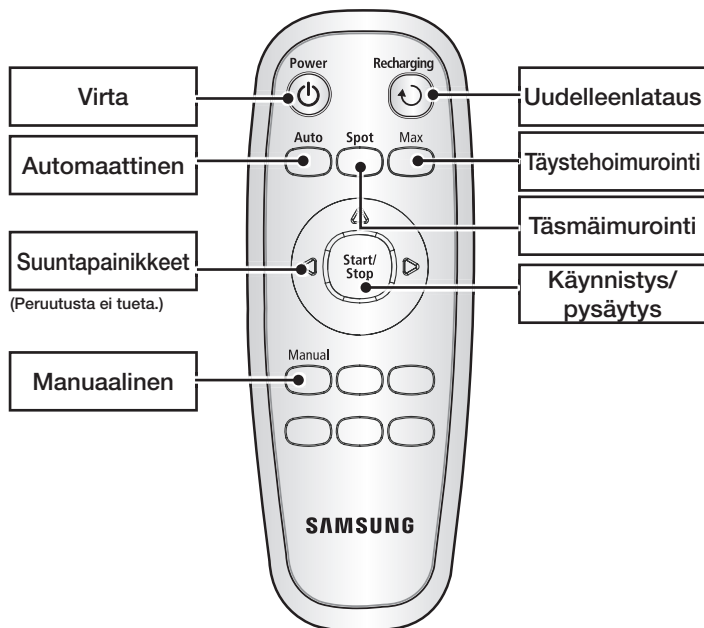 Power
Recharging
Virta
Uudelleenlataus
Auto
Spot
Max
Automaattinen
Täystehoimurointi
Täsmäimurointi
Suuntapainikkeet
(Peruutusta ei tueta.)
Start/
Stop
Käynnistys/
pysäytys
Manual
Manuaalinen
SAMSUNG